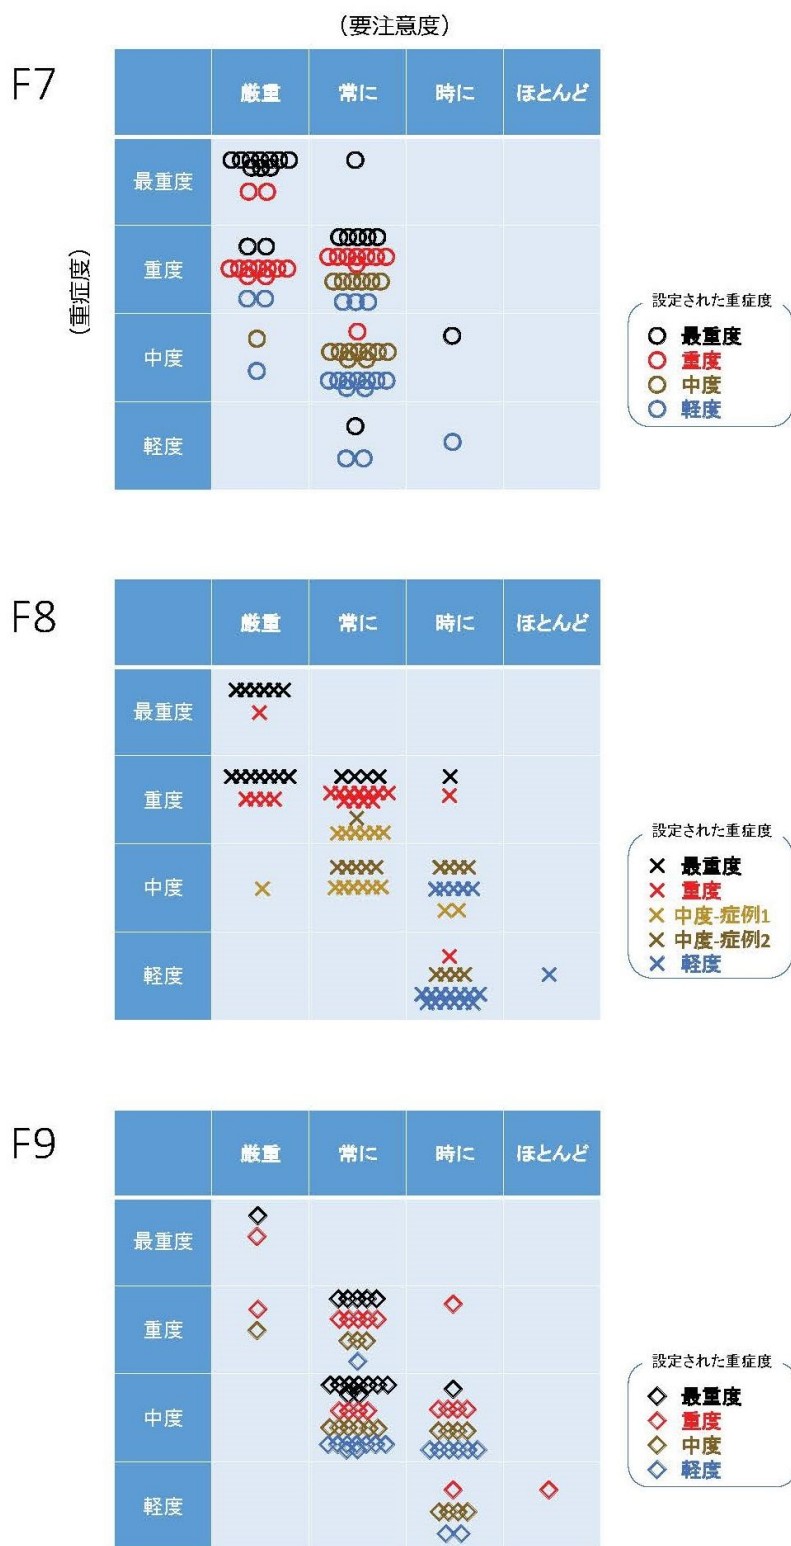 (要注意度)
F7
厳重 常に 時に ほとんど
最重度
(重症度)
重度
中度
軽度
設定された重症度
最重度
重度
中度
軽度
F8
厳重 常に 時に ほとんど
最重度
重度
中度
軽度
設定された重症度
最重度
重度
中度-症例1
中度-症例2
軽度
F9
厳重 常に 時に ほとんど
最重度
重度
中度
軽度
設定された重症度
最重度
重度
中度
軽度